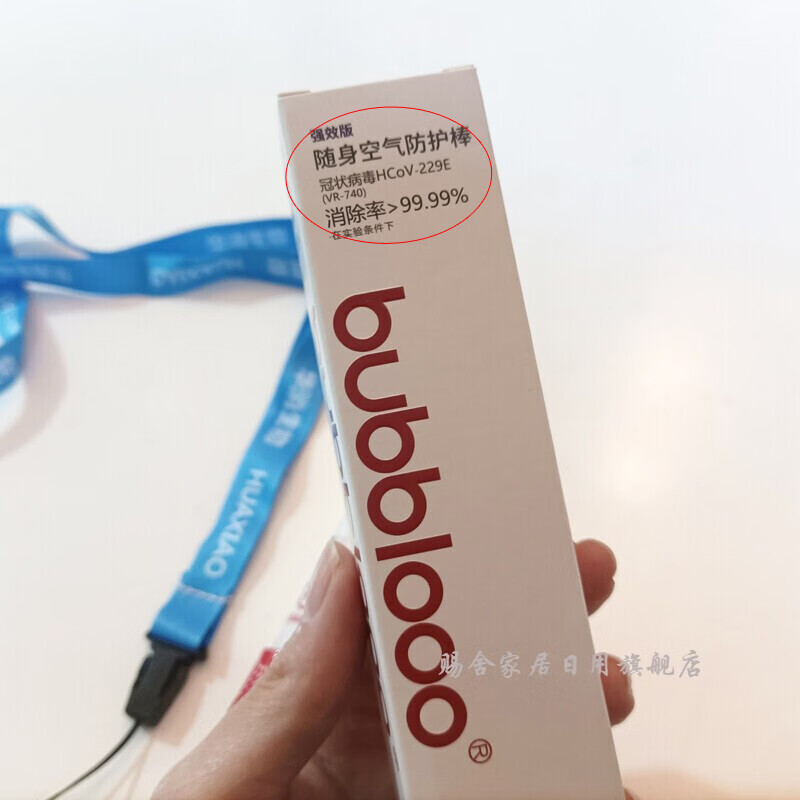 强效版
随身空气防护棒
冠状病毒HCoV-229E
(VR-740)
消除率>99.99%
·在实验条件下
bubblooo®
HUAXIAO
赐舍家居日用旗舰店